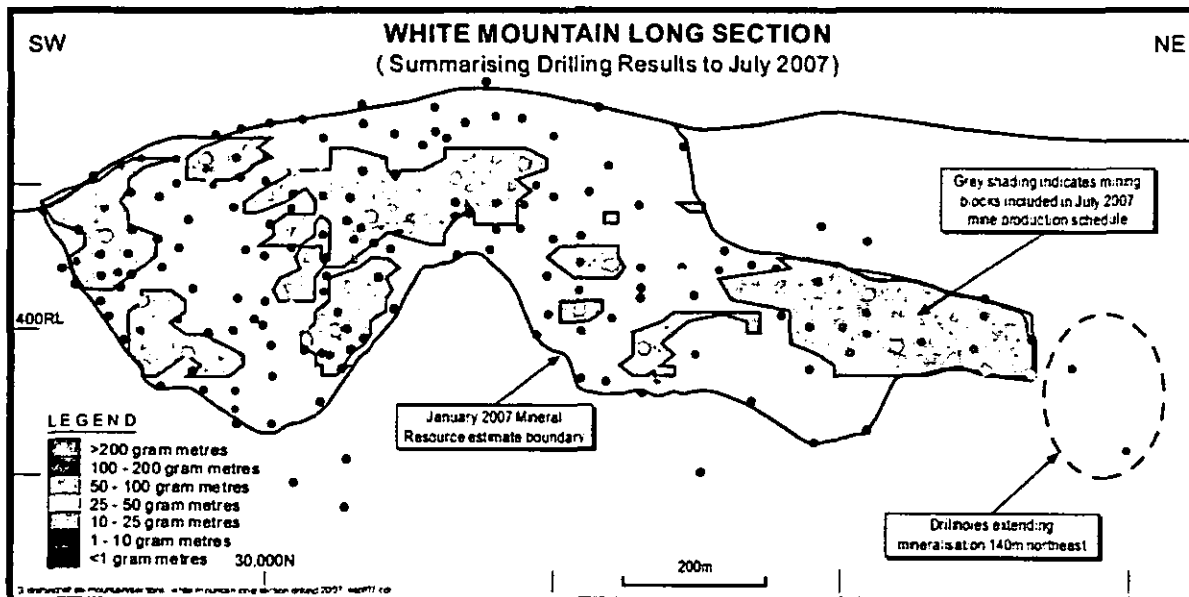 SW
WHITE MOUNTAIN LONG SECTION
NE
( Summarising Drilling Results to July 2007)
Grey shading indicates mining
blocks included in July 2007
mine production schedule
400RL
January 2007 Mineral
Resource estimate boundary
LEGEND
>200 gram metres
100 - 200 gram metres
50 - 100 gram metres
25 - 50 gram metres
10 - 25 gram metres
1 - 10 gram metres
<1 gram metres
30,000N
200m
Drillholes extending
mineralisation 140m northeast